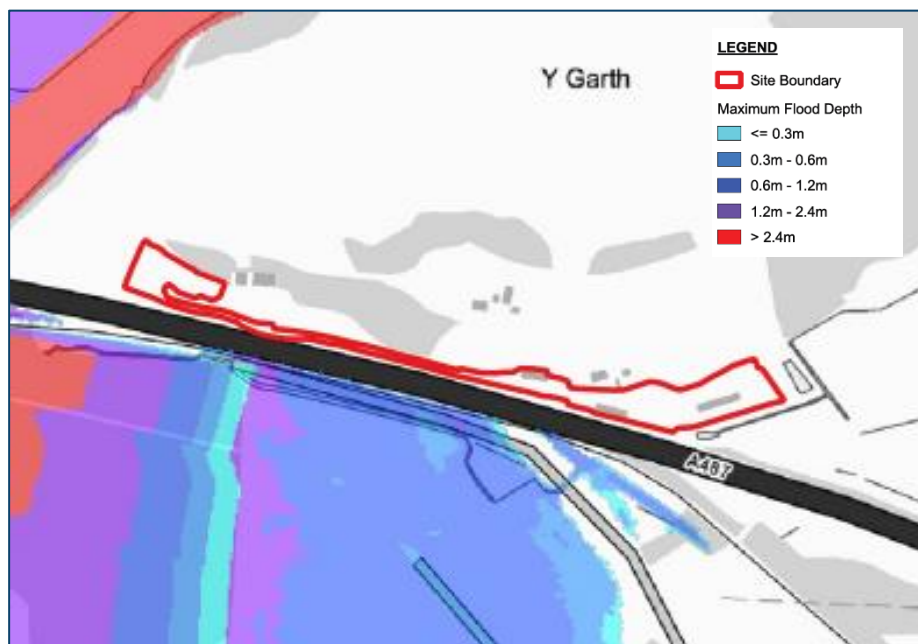 LEGEND
Site Boundary
Maximum Flood Depth
<= 0.3m
0.3m - 0.6m
0.6m - 1.2m
1.2m - 2.4m
> 2.4m
Y Garth
A487